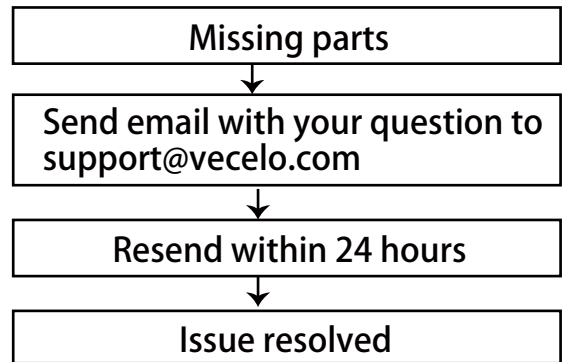 Missing parts
Send email with your question to
support@vecelo.com
Resend within 24 hours
Issue resolved